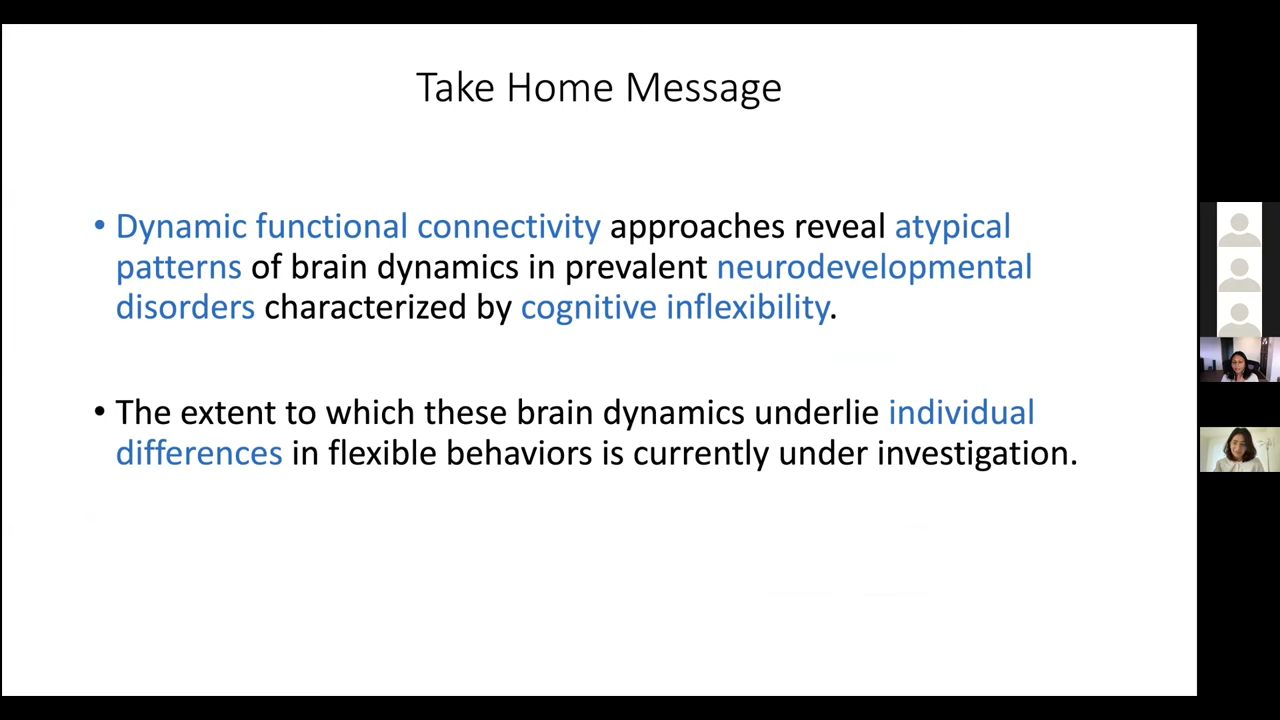 Take Home Message
• Dynamic functional connectivity approaches reveal atypical
patterns of brain dynamics in prevalent neurodevelopmental
disorders characterized by cognitive inflexibility.
• The extent to which these brain dynamics underlie individual
differences in flexible behaviors is currently under investigation.